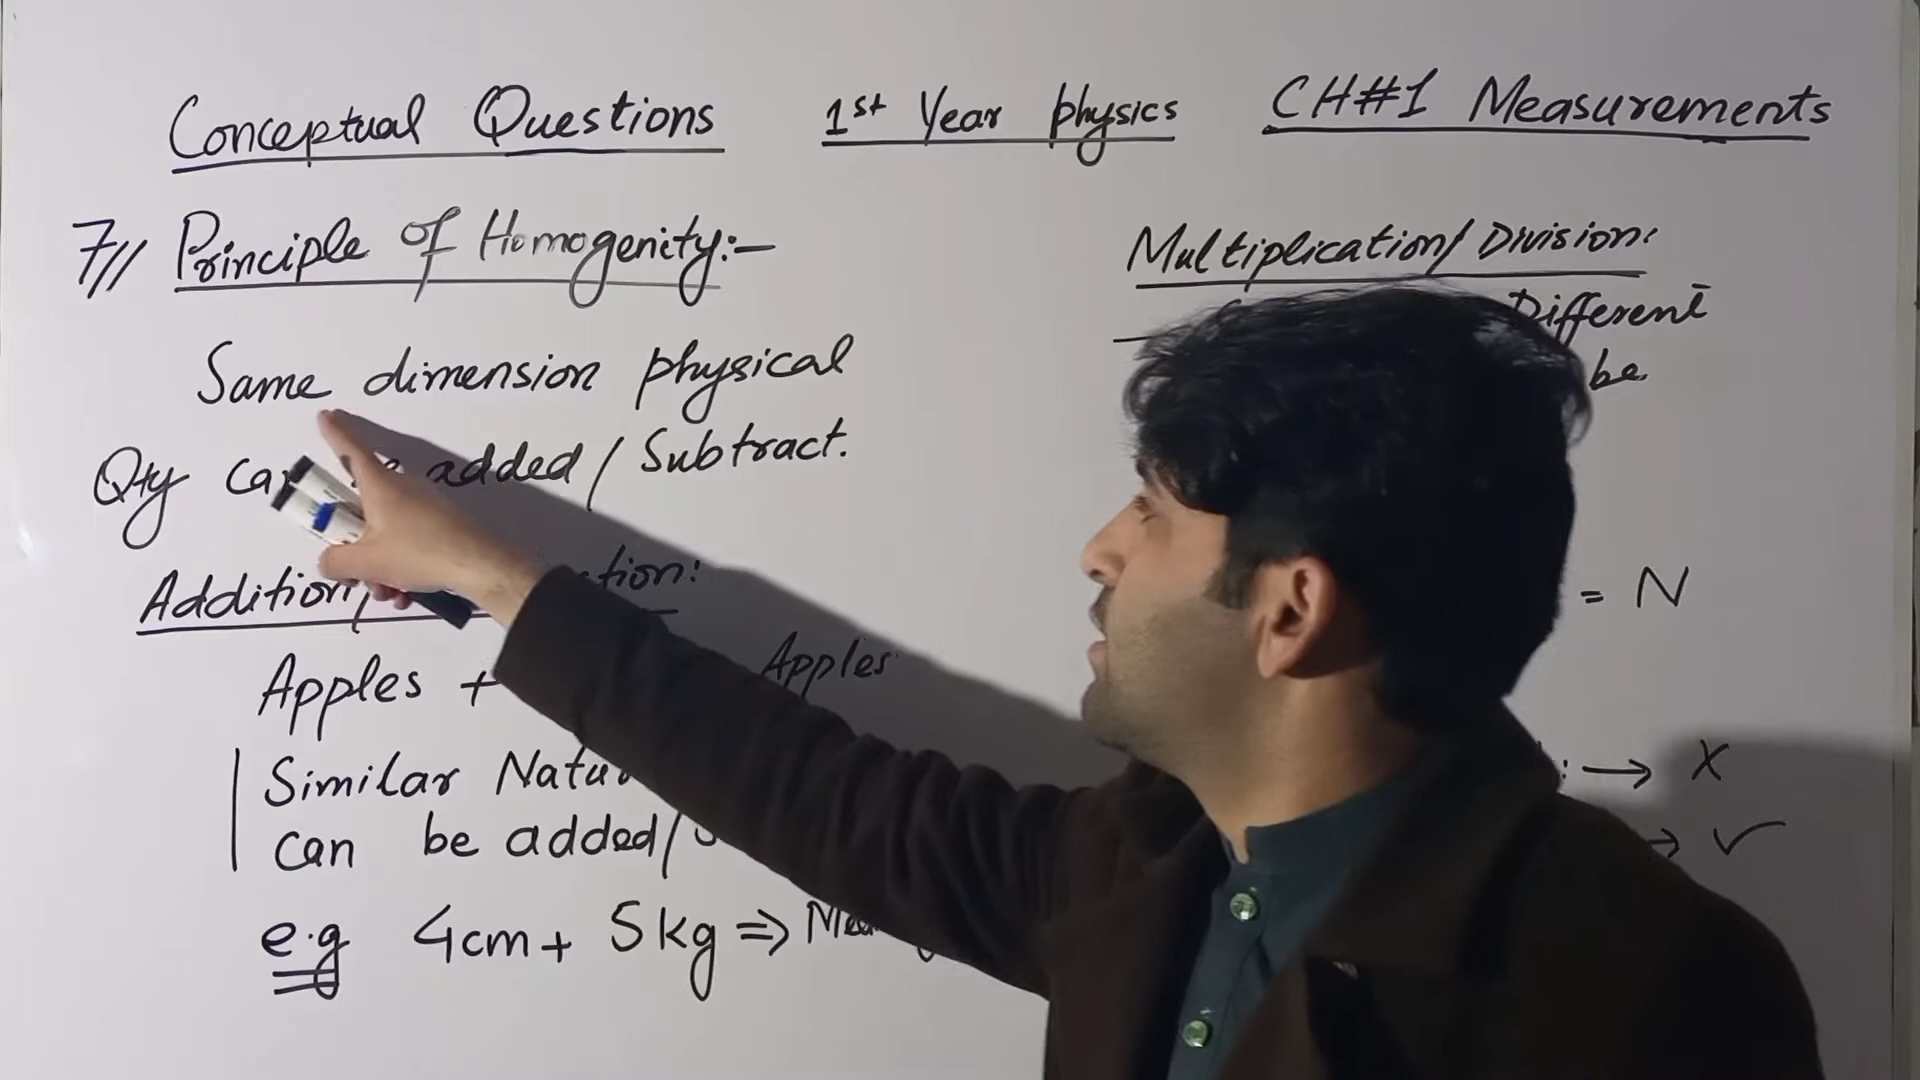 Conceptual Questions 1st Year Physics CH#1 Measurements
7// Principle of Homogenity:-
Same dimension physical
Qty can added / Subtract.
Addition/
Apples + Apples
Similar
can be added/
e.g 4cm + 5kg ⇒
Multiplication/Division:
Different
be
= N
: → X
→ ✓